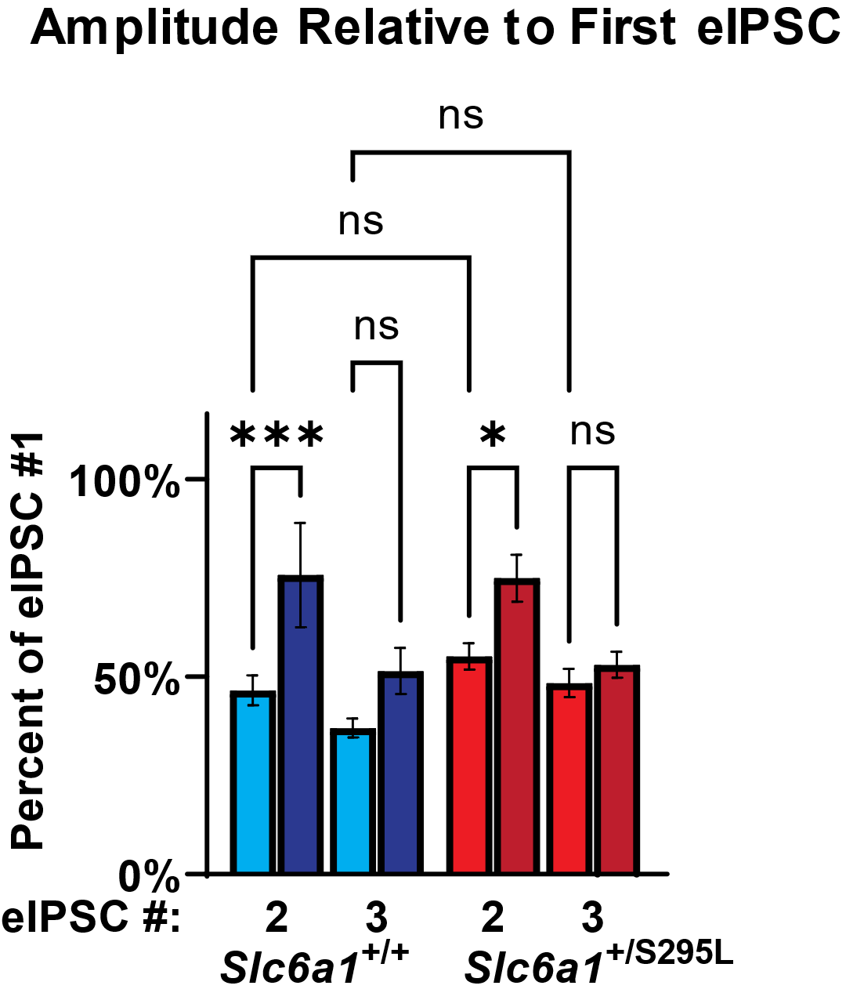 Amplitude Relative to First eIPSC
ns
ns
ns
*** * ns
Percent of eIPSC #1
100%
50%
0%
eIPSC #: 2 3 2 3
Slc6a1+/+ Slc6a1+/S295L